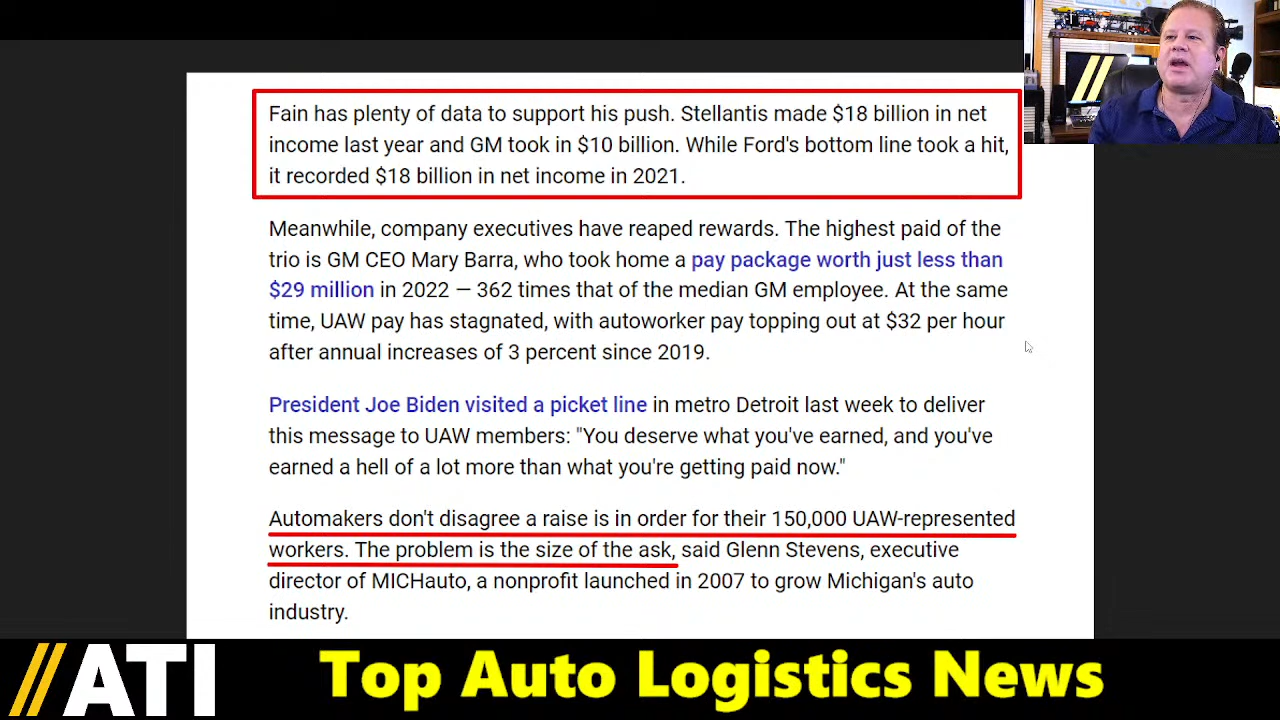 Fain has plenty of data to support his push. Stellantis made $18 billion in net
income last year and GM took in $10 billion. While Ford's bottom line took a hit,
it recorded $18 billion in net income in 2021.
Meanwhile, company executives have reaped rewards. The highest paid of the
trio is GM CEO Mary Barra, who took home a pay package worth just less than
$29 million in 2022 — 362 times that of the median GM employee. At the same
time, UAW pay has stagnated, with autoworker pay topping out at $32 per hour
after annual increases of 3 percent since 2019.
President Joe Biden visited a picket line in metro Detroit last week to deliver
this message to UAW members: "You deserve what you've earned, and you've
earned a hell of a lot more than what you're getting paid now."
Automakers don't disagree a raise is in order for their 150,000 UAW-represented
workers. The problem is the size of the ask, said Glenn Stevens, executive
director of MICHauto, a nonprofit launched in 2007 to grow Michigan's auto
industry.
//ATI
Top Auto Logistics News